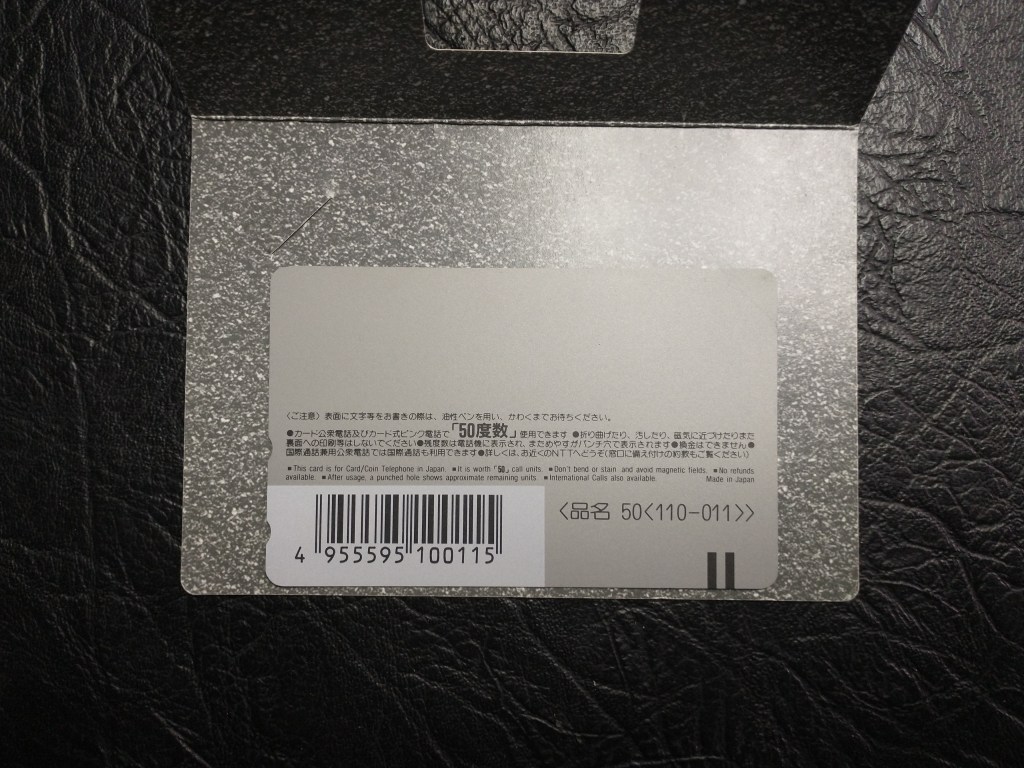 〈ご注意〉表面に文字等をお書きの際は、油性ペンを用い、かわくまでお待ちください。
●カード公衆電話及びカード式ピンク電話で「50度数」使用できます ●折り曲げたり、汚したり、磁気に近づけたりまた
裏面への印刷等はしないでください●残度数は電話機に表示され、まためやすがパンチ穴で表示されます●換金はできません●
国際通話兼用公衆電話では国際通話も利用できます●詳しくは、お近くのNTTへどうぞ(窓口に備え付けの約款もご覧ください)
■This card is for Card/Coin Telephone in Japan. ■It is worth「50」call units. ■Don't bend or stain and avoid magnetic fields. ■No refunds
available. ■After usage, a punched hole shows approximate remaining units. ■International Calls also available. Made in Japan
〈品名 50〈110-011〉〉
4 955595 100115